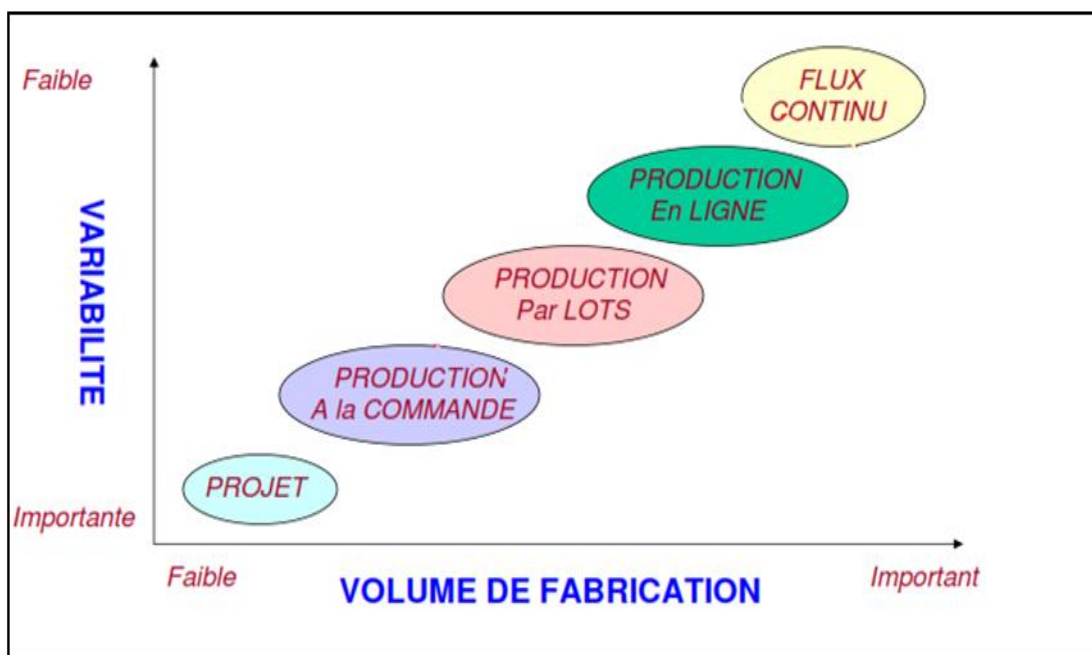 Faible
FLUX
CONTINU
PRODUCTION
En LIGNE
VARIABILITE
PRODUCTION
Par LOTS
PRODUCTION
A la COMMANDE
PROJET
Importante
Faible
VOLUME DE FABRICATION
Important